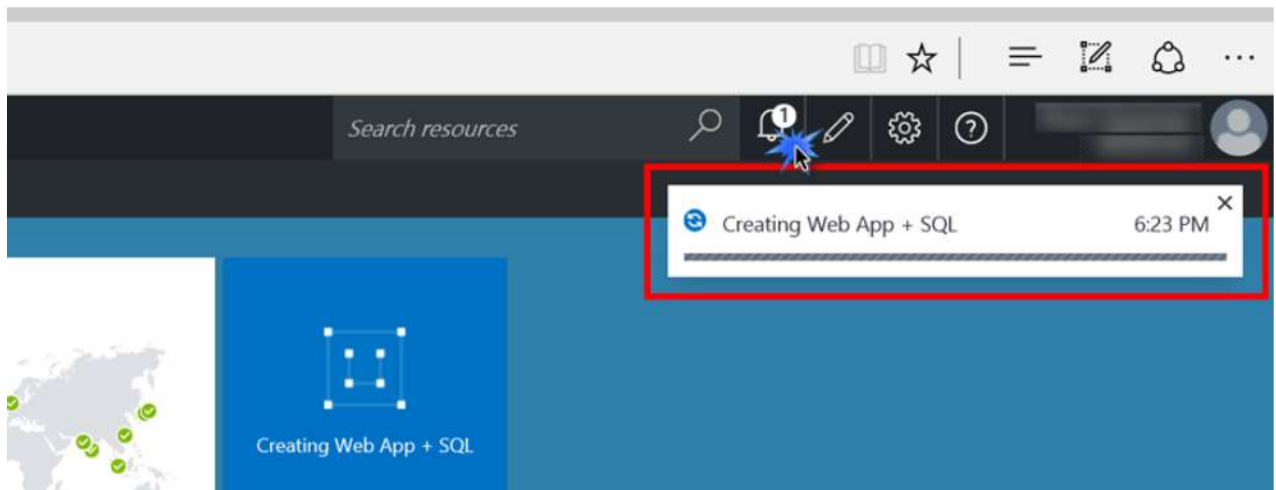 Search resources
1
Creating Web App + SQL 6:23 PM
Creating Web App + SQL